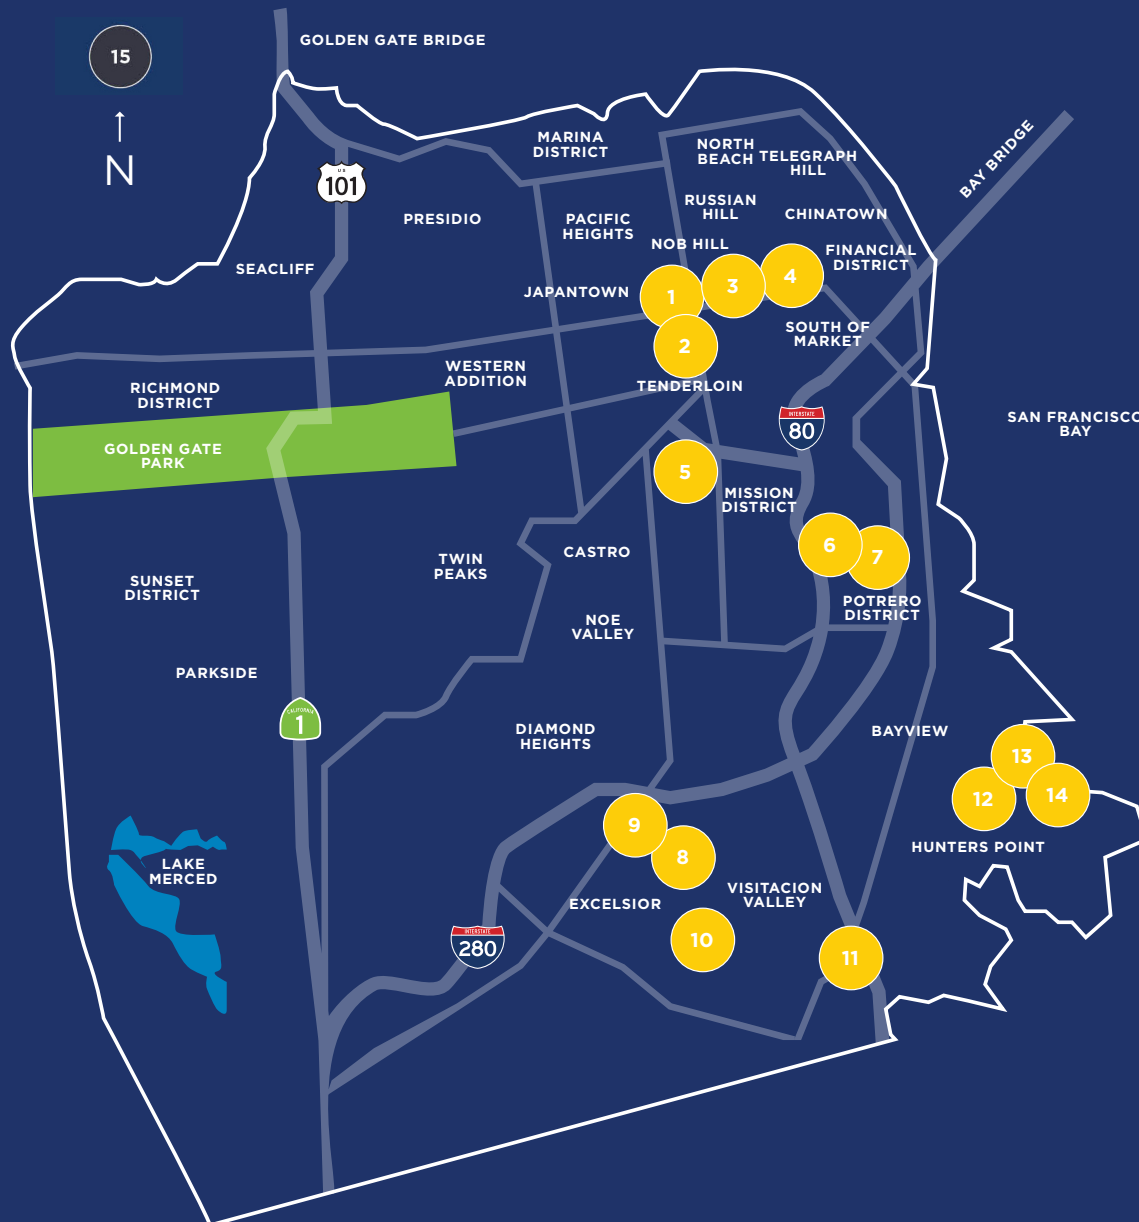 GOLDEN GATE BRIDGE
15
N
U S
101
MARINA
DISTRICT
NORTH
BEACH
TELEGRAPH
HILL
BAY BRIDGE
PRESIDIO
PACIFIC
HEIGHTS
RUSSIAN
HILL
CHINATOWN
NOB HILL
FINANCIAL
DISTRICT
SEACLIFF
JAPANTOWN
1
3
4
2
SOUTH OF
MARKET
RICHMOND
DISTRICT
WESTERN
ADDITION
TENDERLOIN
INTERSTATE
80
SAN FRANCISCO
BAY
GOLDEN GATE
PARK
5
MISSION
DISTRICT
6
7
SUNSET
DISTRICT
TWIN
PEAKS
CASTRO
NOE
VALLEY
POTRERO
DISTRICT
PARKSIDE
CALIFORNIA
1
DIAMOND
HEIGHTS
BAYVIEW
13
12
14
HUNTERS POINT
9
8
LAKE
MERCED
EXCELSIOR
VISITACION
VALLEY
INTERSTATE
280
10
11